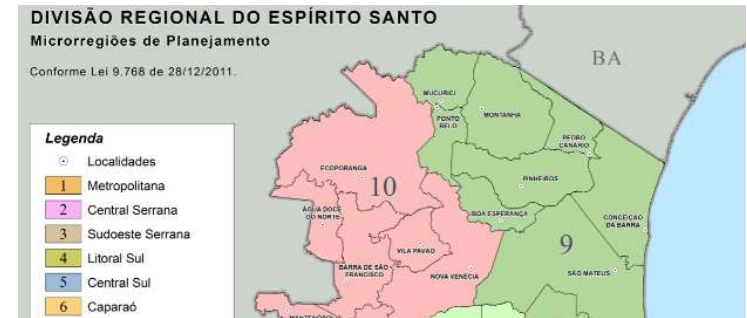 DIVISÃO REGIONAL DO ESPÍRITO SANTO
Microrregiões de Planejamento
Conforme Lei 9.768 de 28/12/2011.
BA
MUCURICI
PONTO
BELO
MONTANHA
PEDRO
CANÁRIO
ECOPORANGA
10
PINHEIROS
ÁGUA DOCE
DO NORTE
BOA ESPERANÇA
CONCEIÇÃO
DA BARRA
VILA PAVÃO
9
BARRA DE SÃO
FRANCISCO
NOVA VENÉCIA
SÃO MATEUS
MANTENÓPOLIS
Legenda
Localidades
1 Metropolitana
2 Central Serrana
3 Sudoeste Serrana
4 Litoral Sul
5 Central Sul
6 Caparaó